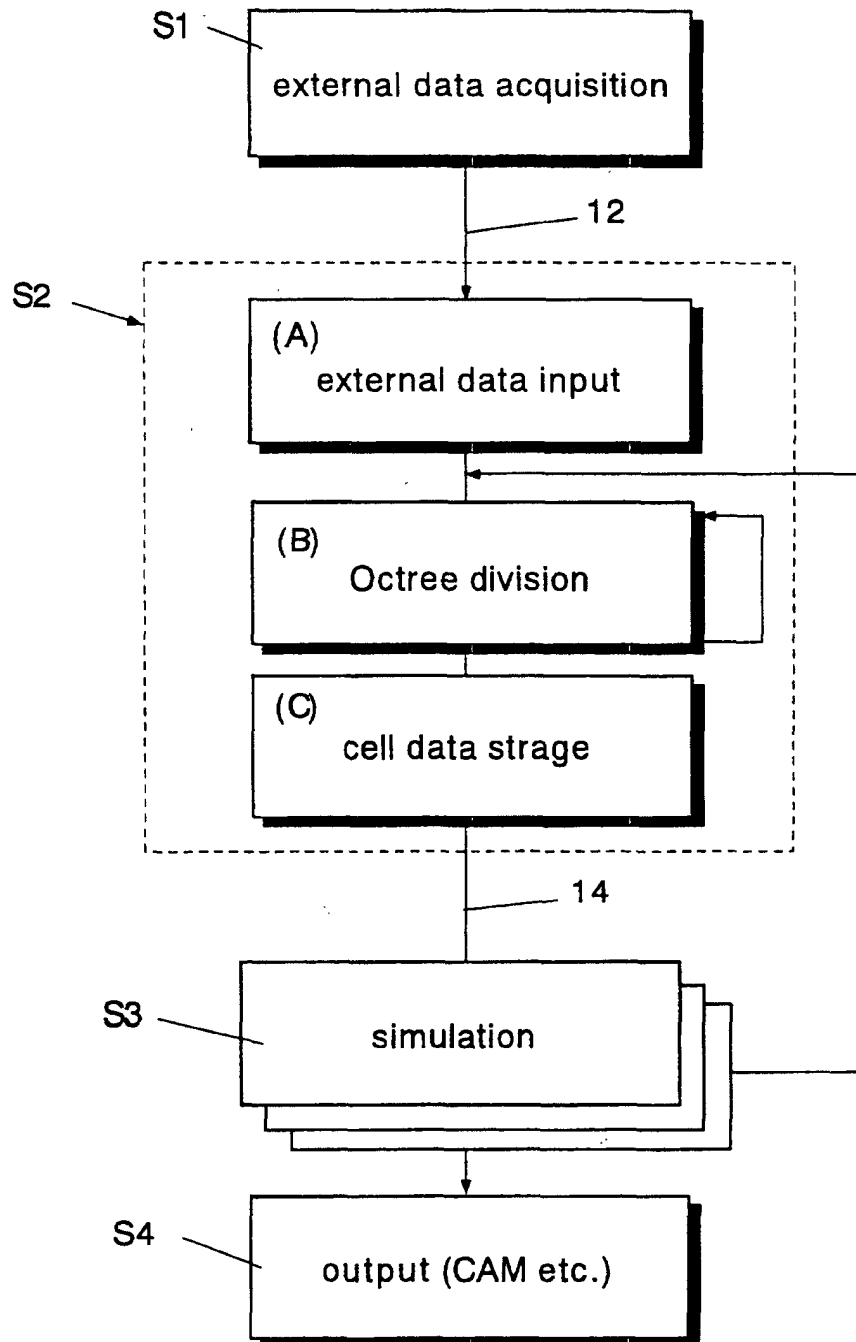 S1
external data acquisition
12
S2
(A)
external data input
(B)
Octree division
(C)
cell data strage
14
S3
simulation
S4
output (CAM etc.)